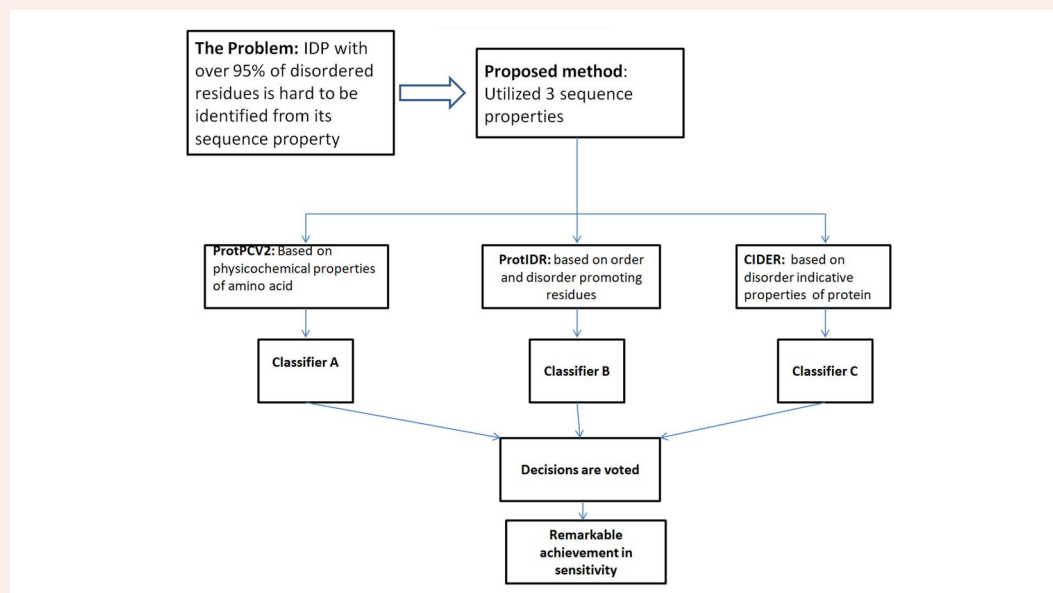 The Problem: IDP with
over 95% of disordered
residues is hard to be
identified from its
sequence property
Proposed method:
Utilized 3 sequence
properties
ProtPCV2: Based on
physicochemical properties
of amino acid
ProtIDR: based on order
and disorder promoting
residues
CIDER: based on
disorder indicative
properties of protein
Classifier A
Classifier B
Classifier C
Decisions are voted
Remarkable
achievement in
sensitivity